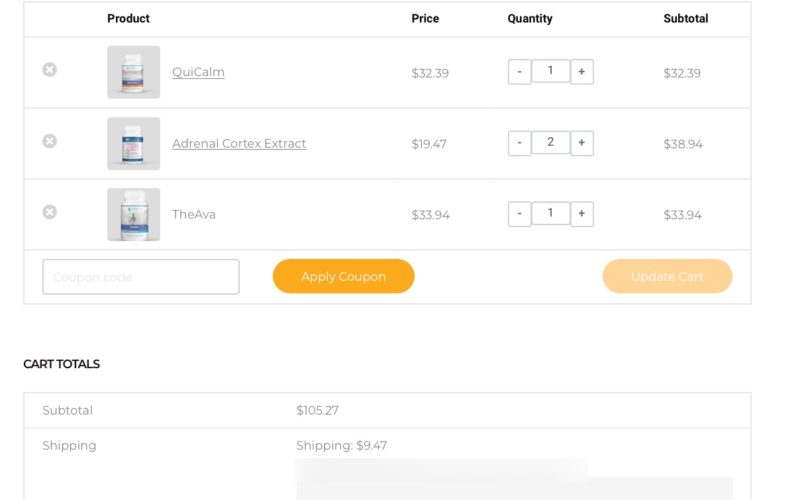 Product Price Quantity Subtotal
QuiCalm $32.39 - 1 + $32.39
Adrenal Cortex Extract $19.47 - 2 + $38.94
TheAva $33.94 - 1 + $33.94
Coupon code Apply Coupon Update Cart
CART TOTALS
Subtotal $105.27
Shipping Shipping: $9.47